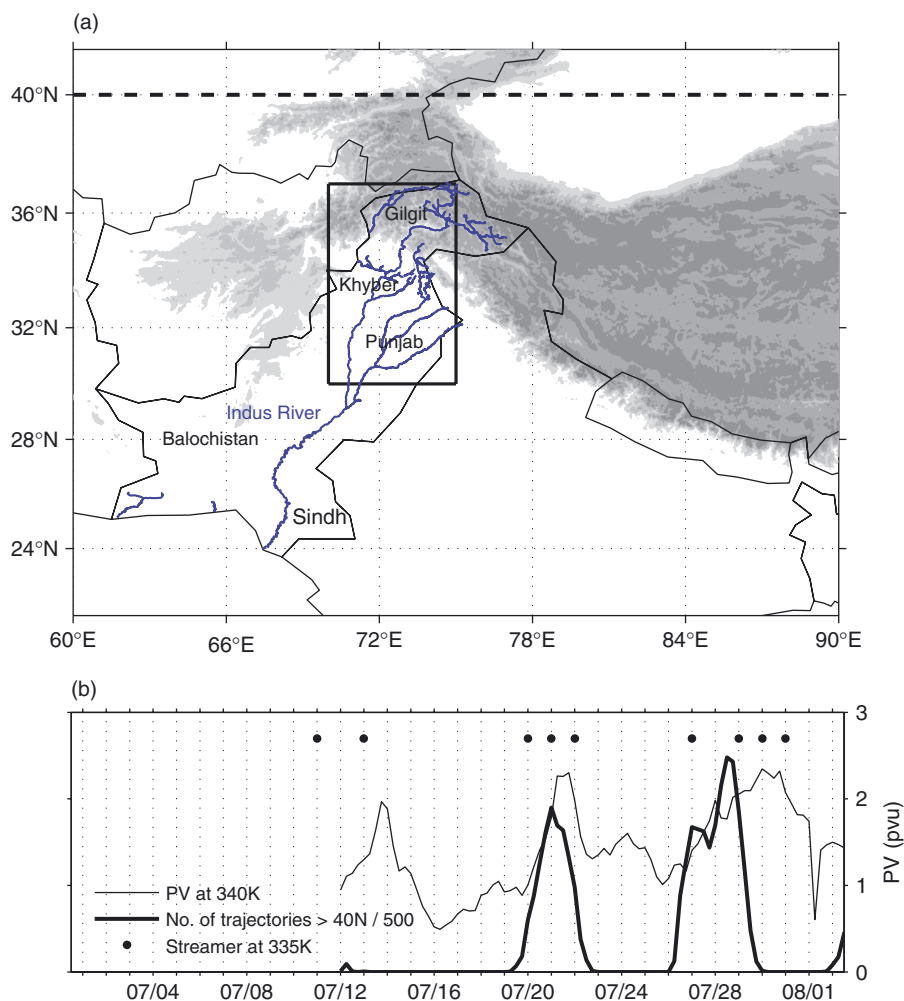 (a)
40°N
36°N
32°N
28°N
24°N
Gilgit
Khyber
Punjab
Indus River
Balochistan
Sindh
60°E
66°E
72°E
78°E
84°E
90°E
(b)
3
2
1
0
PV (pvu)
PV at 340K
No. of trajectories > 40N / 500
Streamer at 335K
07/04
07/08
07/12
07/16
07/20
07/24
07/28
08/01